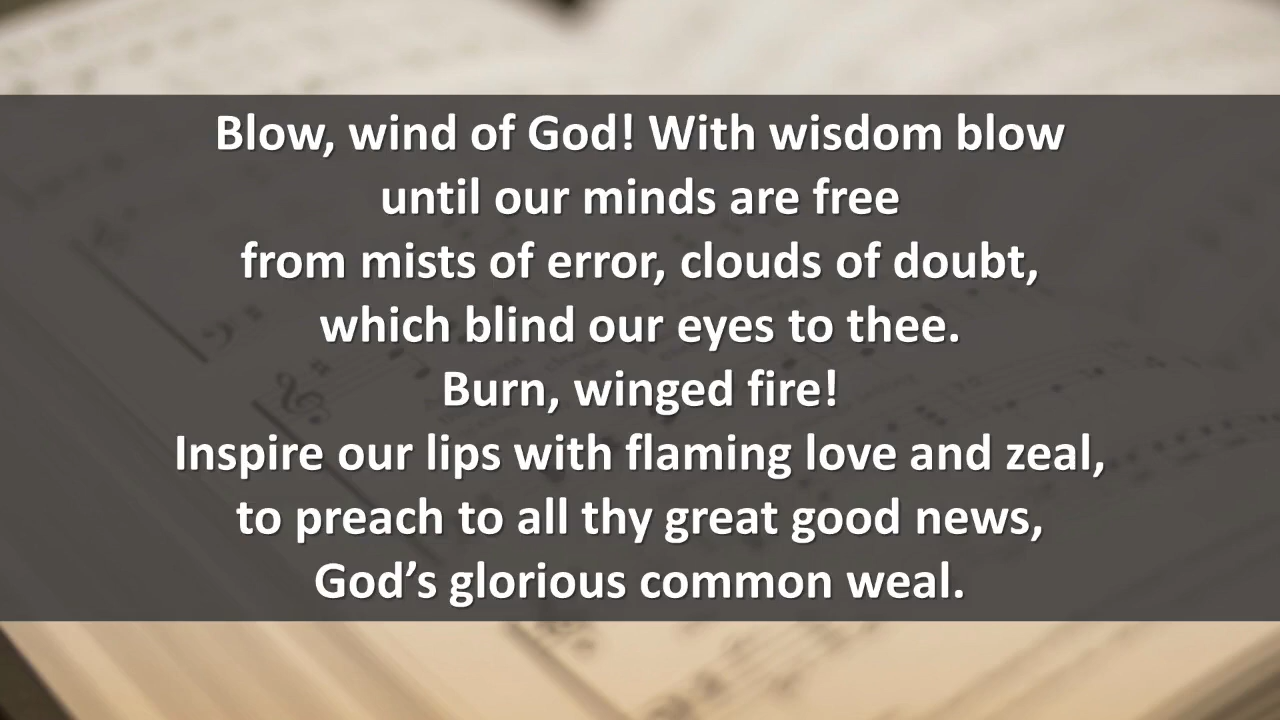 Blow, wind of God! With wisdom blow
until our minds are free
from mists of error, clouds of doubt,
which blind our eyes to thee.
Burn, winged fire!
Inspire our lips with flaming love and zeal,
to preach to all thy great good news,
God’s glorious common weal.